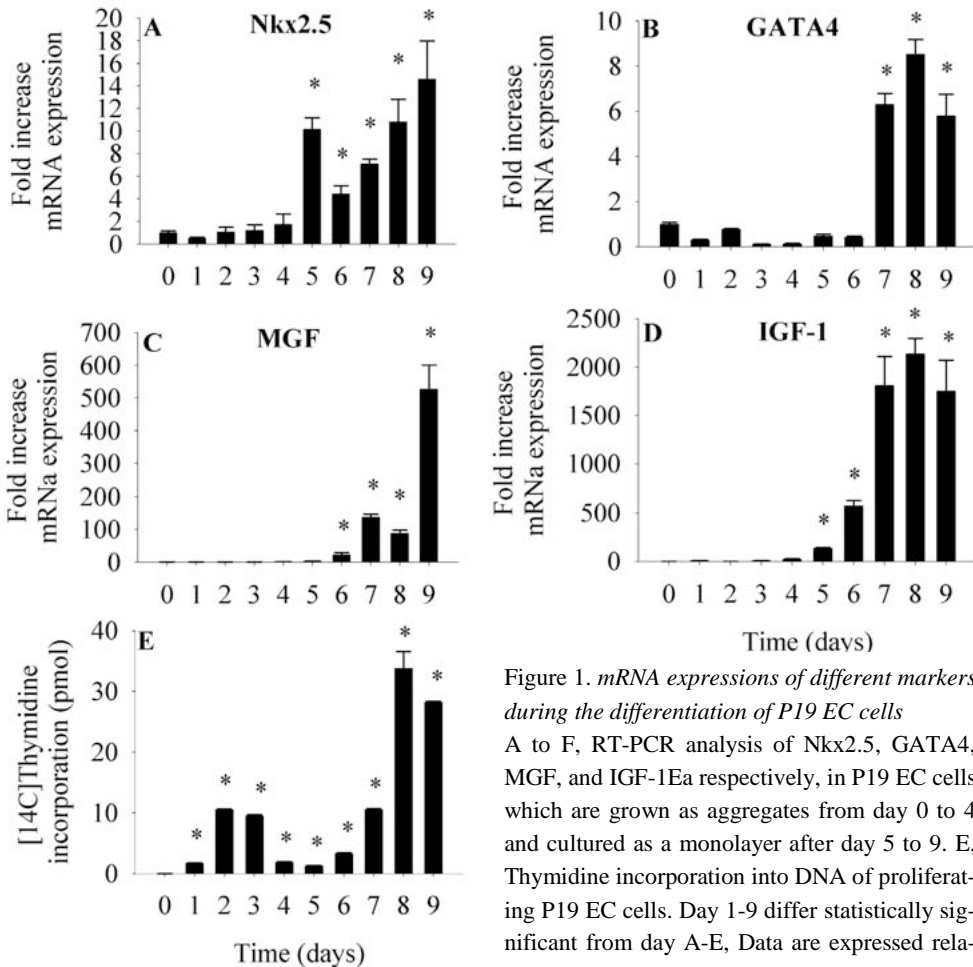 A Nkx2.5
Fold increase
mRNA expression
20
18
16
14
12
10
8
6
4
2
0
* * * * *
0 1 2 3 4 5 6 7 8 9
B GATA4
Fold increase
mRNA expression
10
8
6
4
2
0
* * *
0 1 2 3 4 5 6 7 8 9
C MGF
Fold increase
mRNa expression
700
600
500
400
300
200
100
0
* * * *
0 1 2 3 4 5 6 7 8 9
D IGF-1
Fold increase
mRNa expression
2500
2000
1500
1000
500
0
* * * * *
0 1 2 3 4 5 6 7 8 9
Time (days)
E
[14C]Thymidine
incorporation (pmol)
40
30
20
10
0
* * * * * * * * *
0 1 2 3 4 5 6 7 8 9
Time (days)
Figure 1. mRNA expressions of different markers
during the differentiation of P19 EC cells
A to F, RT-PCR analysis of Nkx2.5, GATA4,
MGF, and IGF-1Ea respectively, in P19 EC cells
which are grown as aggregates from day 0 to 4
and cultured as a monolayer after day 5 to 9. E,
Thymidine incorporation into DNA of proliferat-
ing P19 EC cells. Day 1-9 differ statistically sig-
nificant from day A-E, Data are expressed rela-